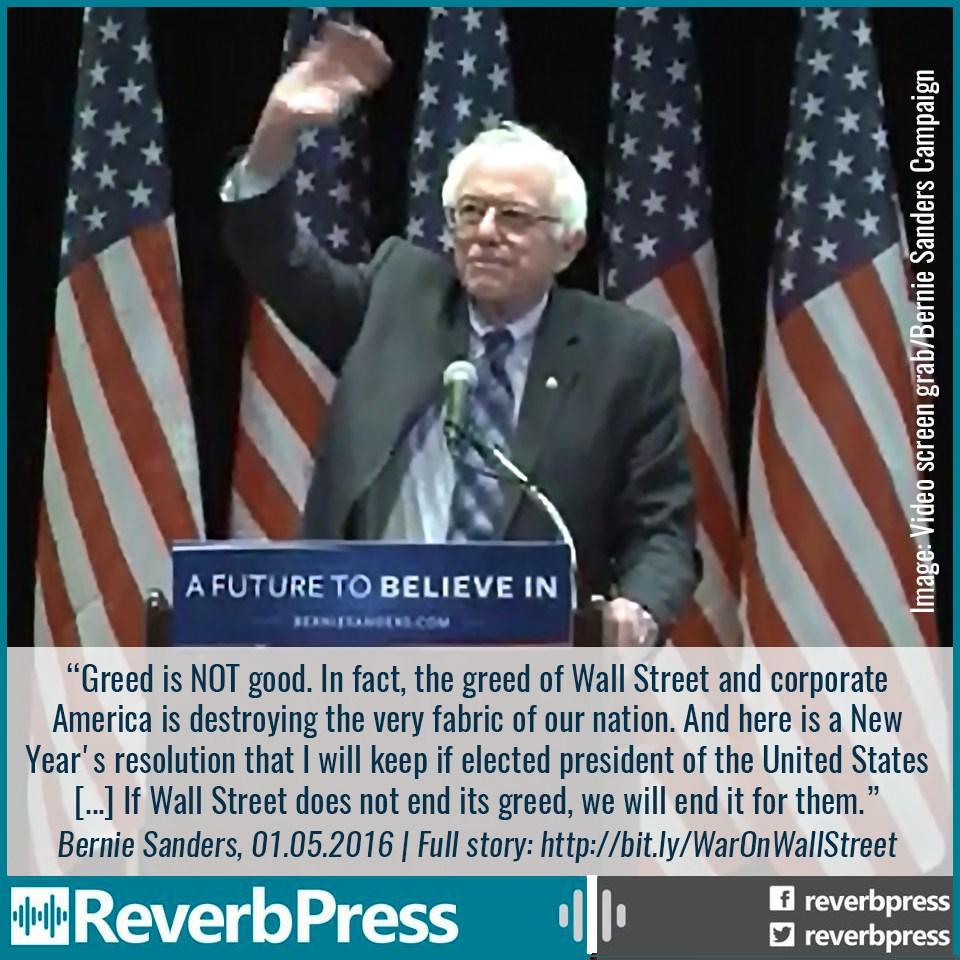 Image: Video screen grab/Bernie Sanders Campaign
A FUTURE TO BELIEVE IN
BERNIESANDERS.COM
“Greed is NOT good. In fact, the greed of Wall Street and corporate
America is destroying the very fabric of our nation. And here is a New
Year's resolution that I will keep if elected president of the United States
[...] If Wall Street does not end its greed, we will end it for them.”
Bernie Sanders, 01.05.2016 | Full story: http://bit.ly/WarOnWallStreet
ReverbPress
reverbpress
reverbpress